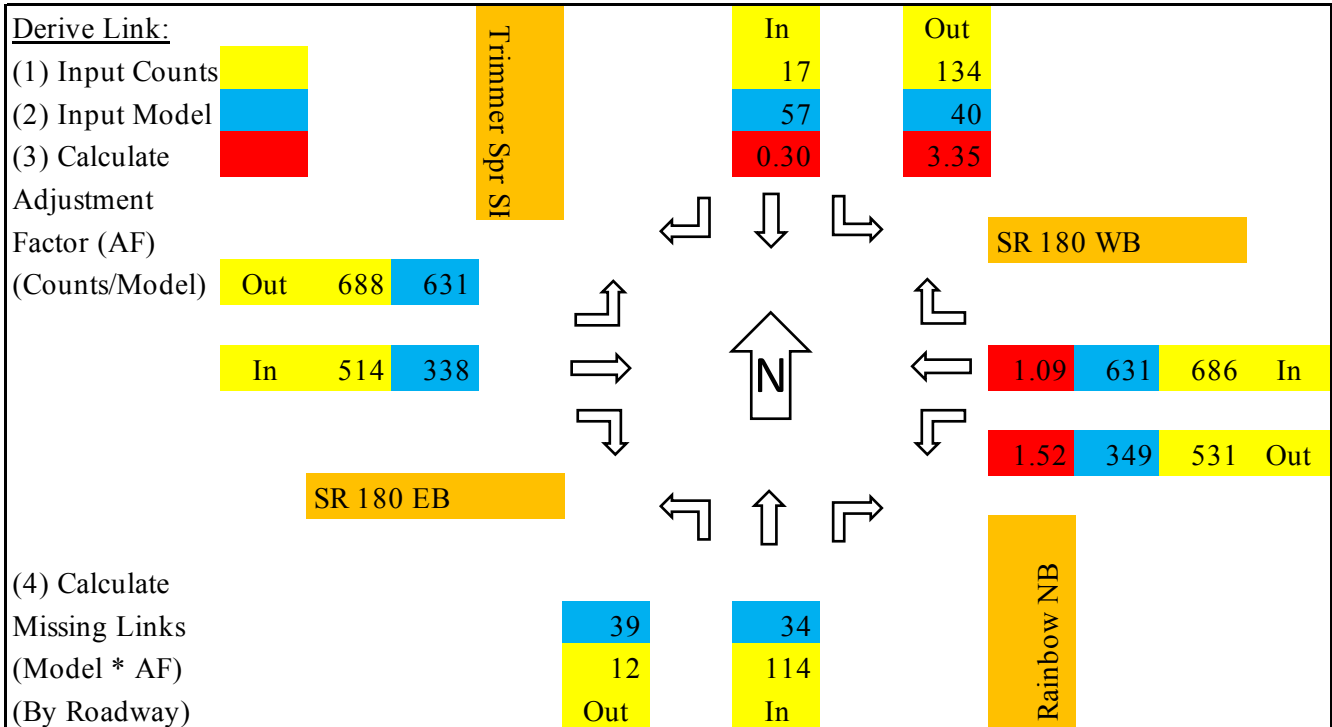 Derive Link:
(1) Input Counts
(2) Input Model
(3) Calculate
Adjustment
Factor (AF)
(Counts/Model)
Trimmer Spr SI
In Out
17 134
57 40
0.30 3.35
SR 180 WB
Out 688 631
In 514 338
N
1.09 631 686 In
1.52 349 531 Out
SR 180 EB
Rainbow NB
(4) Calculate
Missing Links
(Model * AF)
(By Roadway)
39 34
12 114
Out In